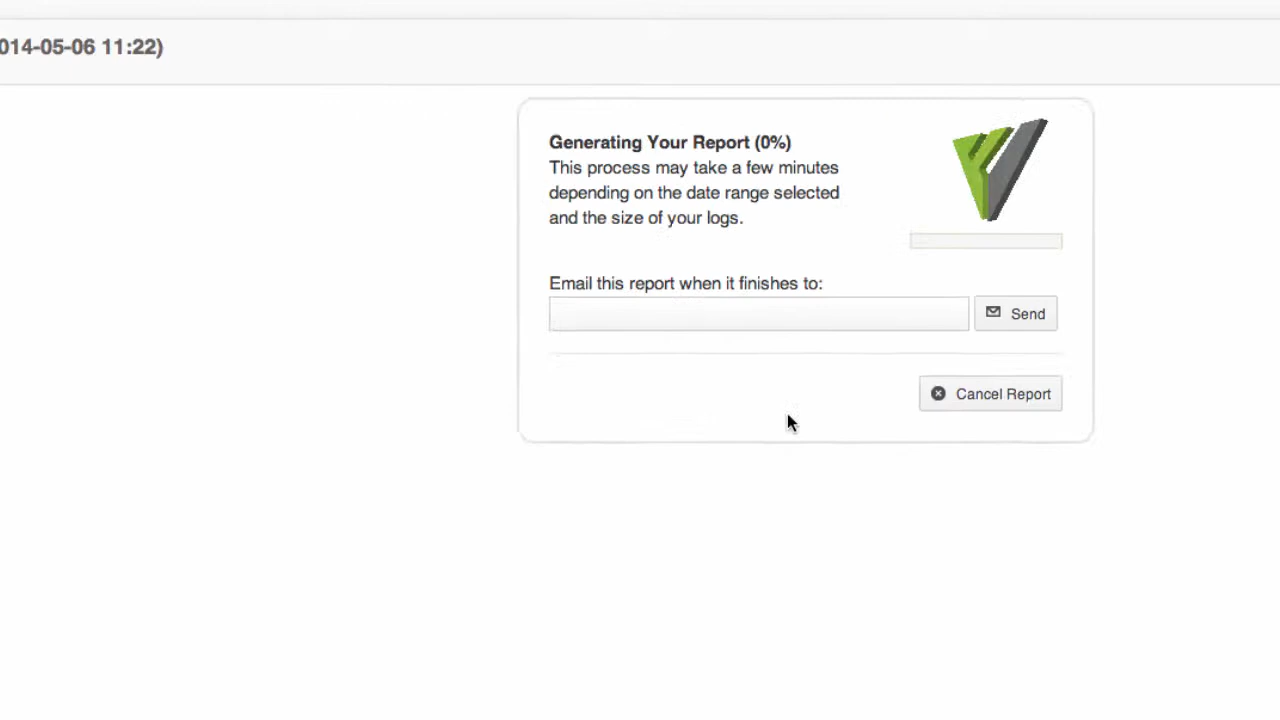 014-05-06 11:22)
Generating Your Report (0%)
This process may take a few minutes
depending on the date range selected
and the size of your logs.
Email this report when it finishes to:
Send
Cancel Report